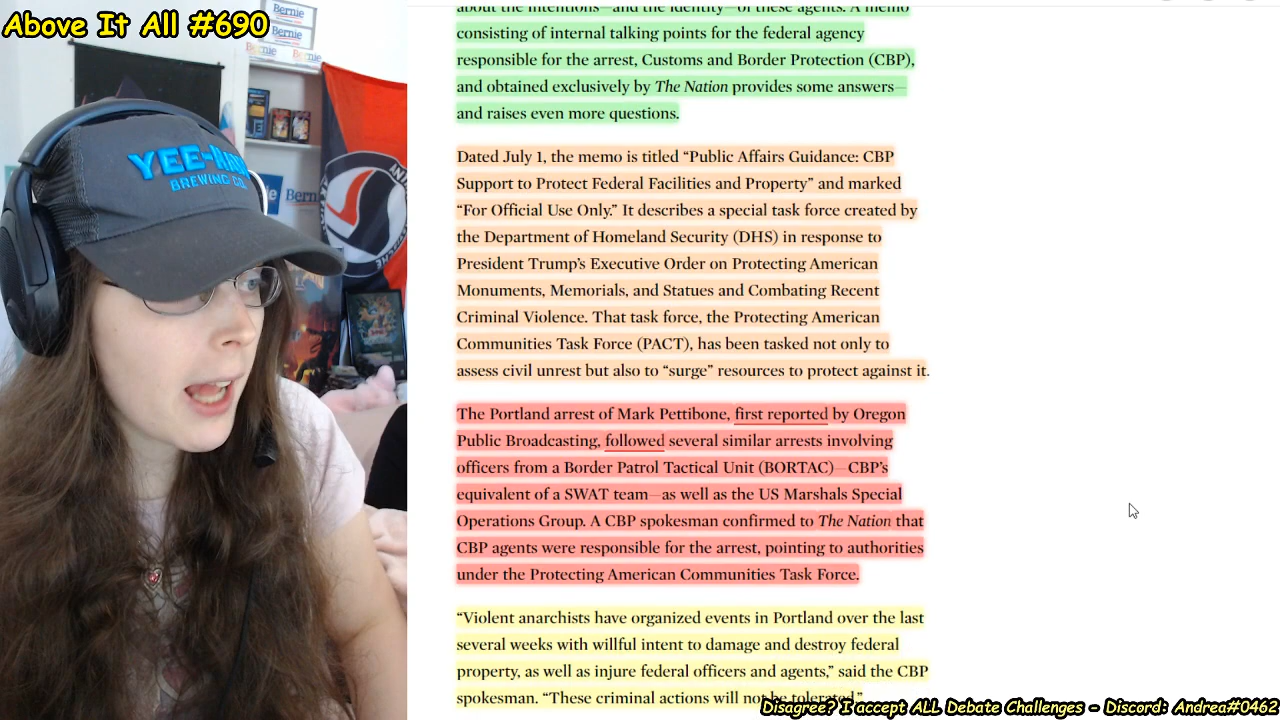 Above It All #690
Bernie
Bernie
Bernie
YEE-HAW
BREWING CO.
Bernie
about the intentions—and the identity—of these agents. A memo
consisting of internal talking points for the federal agency
responsible for the arrest, Customs and Border Protection (CBP),
and obtained exclusively by The Nation provides some answers—
and raises even more questions.
Dated July 1, the memo is titled “Public Affairs Guidance: CBP
Support to Protect Federal Facilities and Property” and marked
“For Official Use Only.” It describes a special task force created by
the Department of Homeland Security (DHS) in response to
President Trump’s Executive Order on Protecting American
Monuments, Memorials, and Statues and Combating Recent
Criminal Violence. That task force, the Protecting American
Communities Task Force (PACT), has been tasked not only to
assess civil unrest but also to “surge” resources to protect against it.
The Portland arrest of Mark Pettibone, first reported by Oregon
Public Broadcasting, followed several similar arrests involving
officers from a Border Patrol Tactical Unit (BORTAC)—CBP’s
equivalent of a SWAT team—as well as the US Marshals Special
Operations Group. A CBP spokesman confirmed to The Nation that
CBP agents were responsible for the arrest, pointing to authorities
under the Protecting American Communities Task Force.
“Violent anarchists have organized events in Portland over the last
several weeks with willful intent to damage and destroy federal
property, as well as injure federal officers and agents,” said the CBP
spokesman. “These criminal actions will not be tolerated.”
Disagree? I accept ALL Debate Challenges - Discord: Andrea#0462